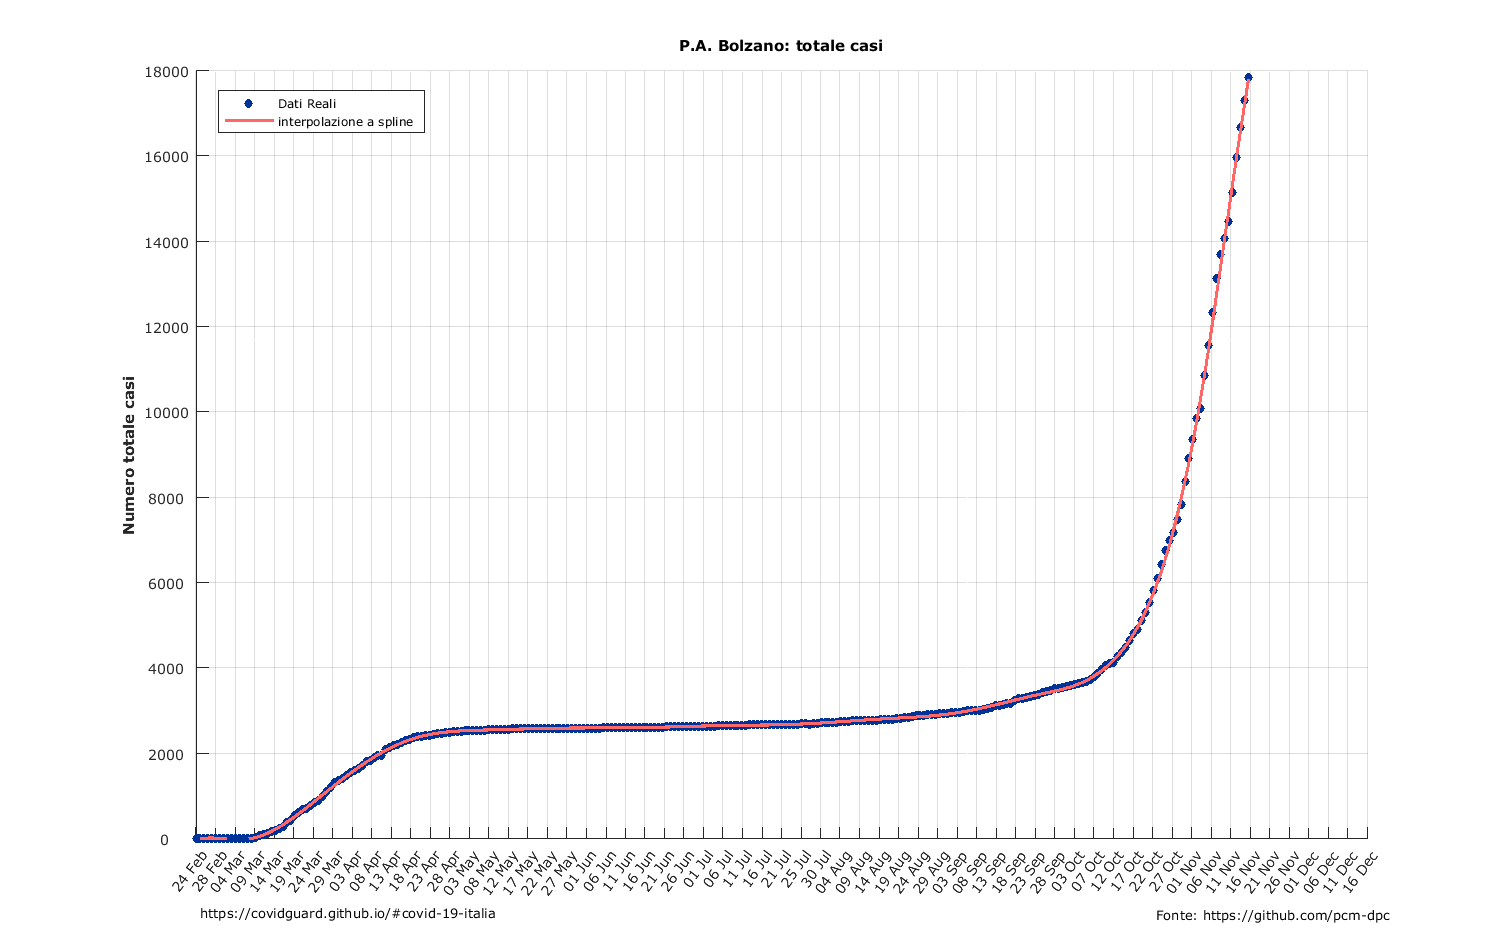 P.A. Bolzano: totale casi
18000
16000
14000
12000
10000
8000
6000
4000
2000
0
Numero totale casi
Dati Reali
interpolazione a spline
24 Feb
28 Feb
04 Mar
09 Mar
14 Mar
19 Mar
24 Mar
29 Mar
03 Apr
08 Apr
13 Apr
18 Apr
23 Apr
28 Apr
03 May
08 May
12 May
17 May
22 May
27 May
01 Jun
06 Jun
11 Jun
16 Jun
21 Jun
26 Jun
01 Jul
06 Jul
11 Jul
16 Jul
21 Jul
25 Jul
30 Jul
04 Aug
09 Aug
14 Aug
19 Aug
24 Aug
29 Aug
03 Sep
08 Sep
13 Sep
18 Sep
23 Sep
28 Sep
03 Oct
07 Oct
12 Oct
17 Oct
22 Oct
27 Oct
01 Nov
06 Nov
11 Nov
16 Nov
21 Nov
26 Nov
01 Dec
06 Dec
11 Dec
16 Dec
https://covidguard.github.io/#covid-19-italia
Fonte: https://github.com/pcm-dpc